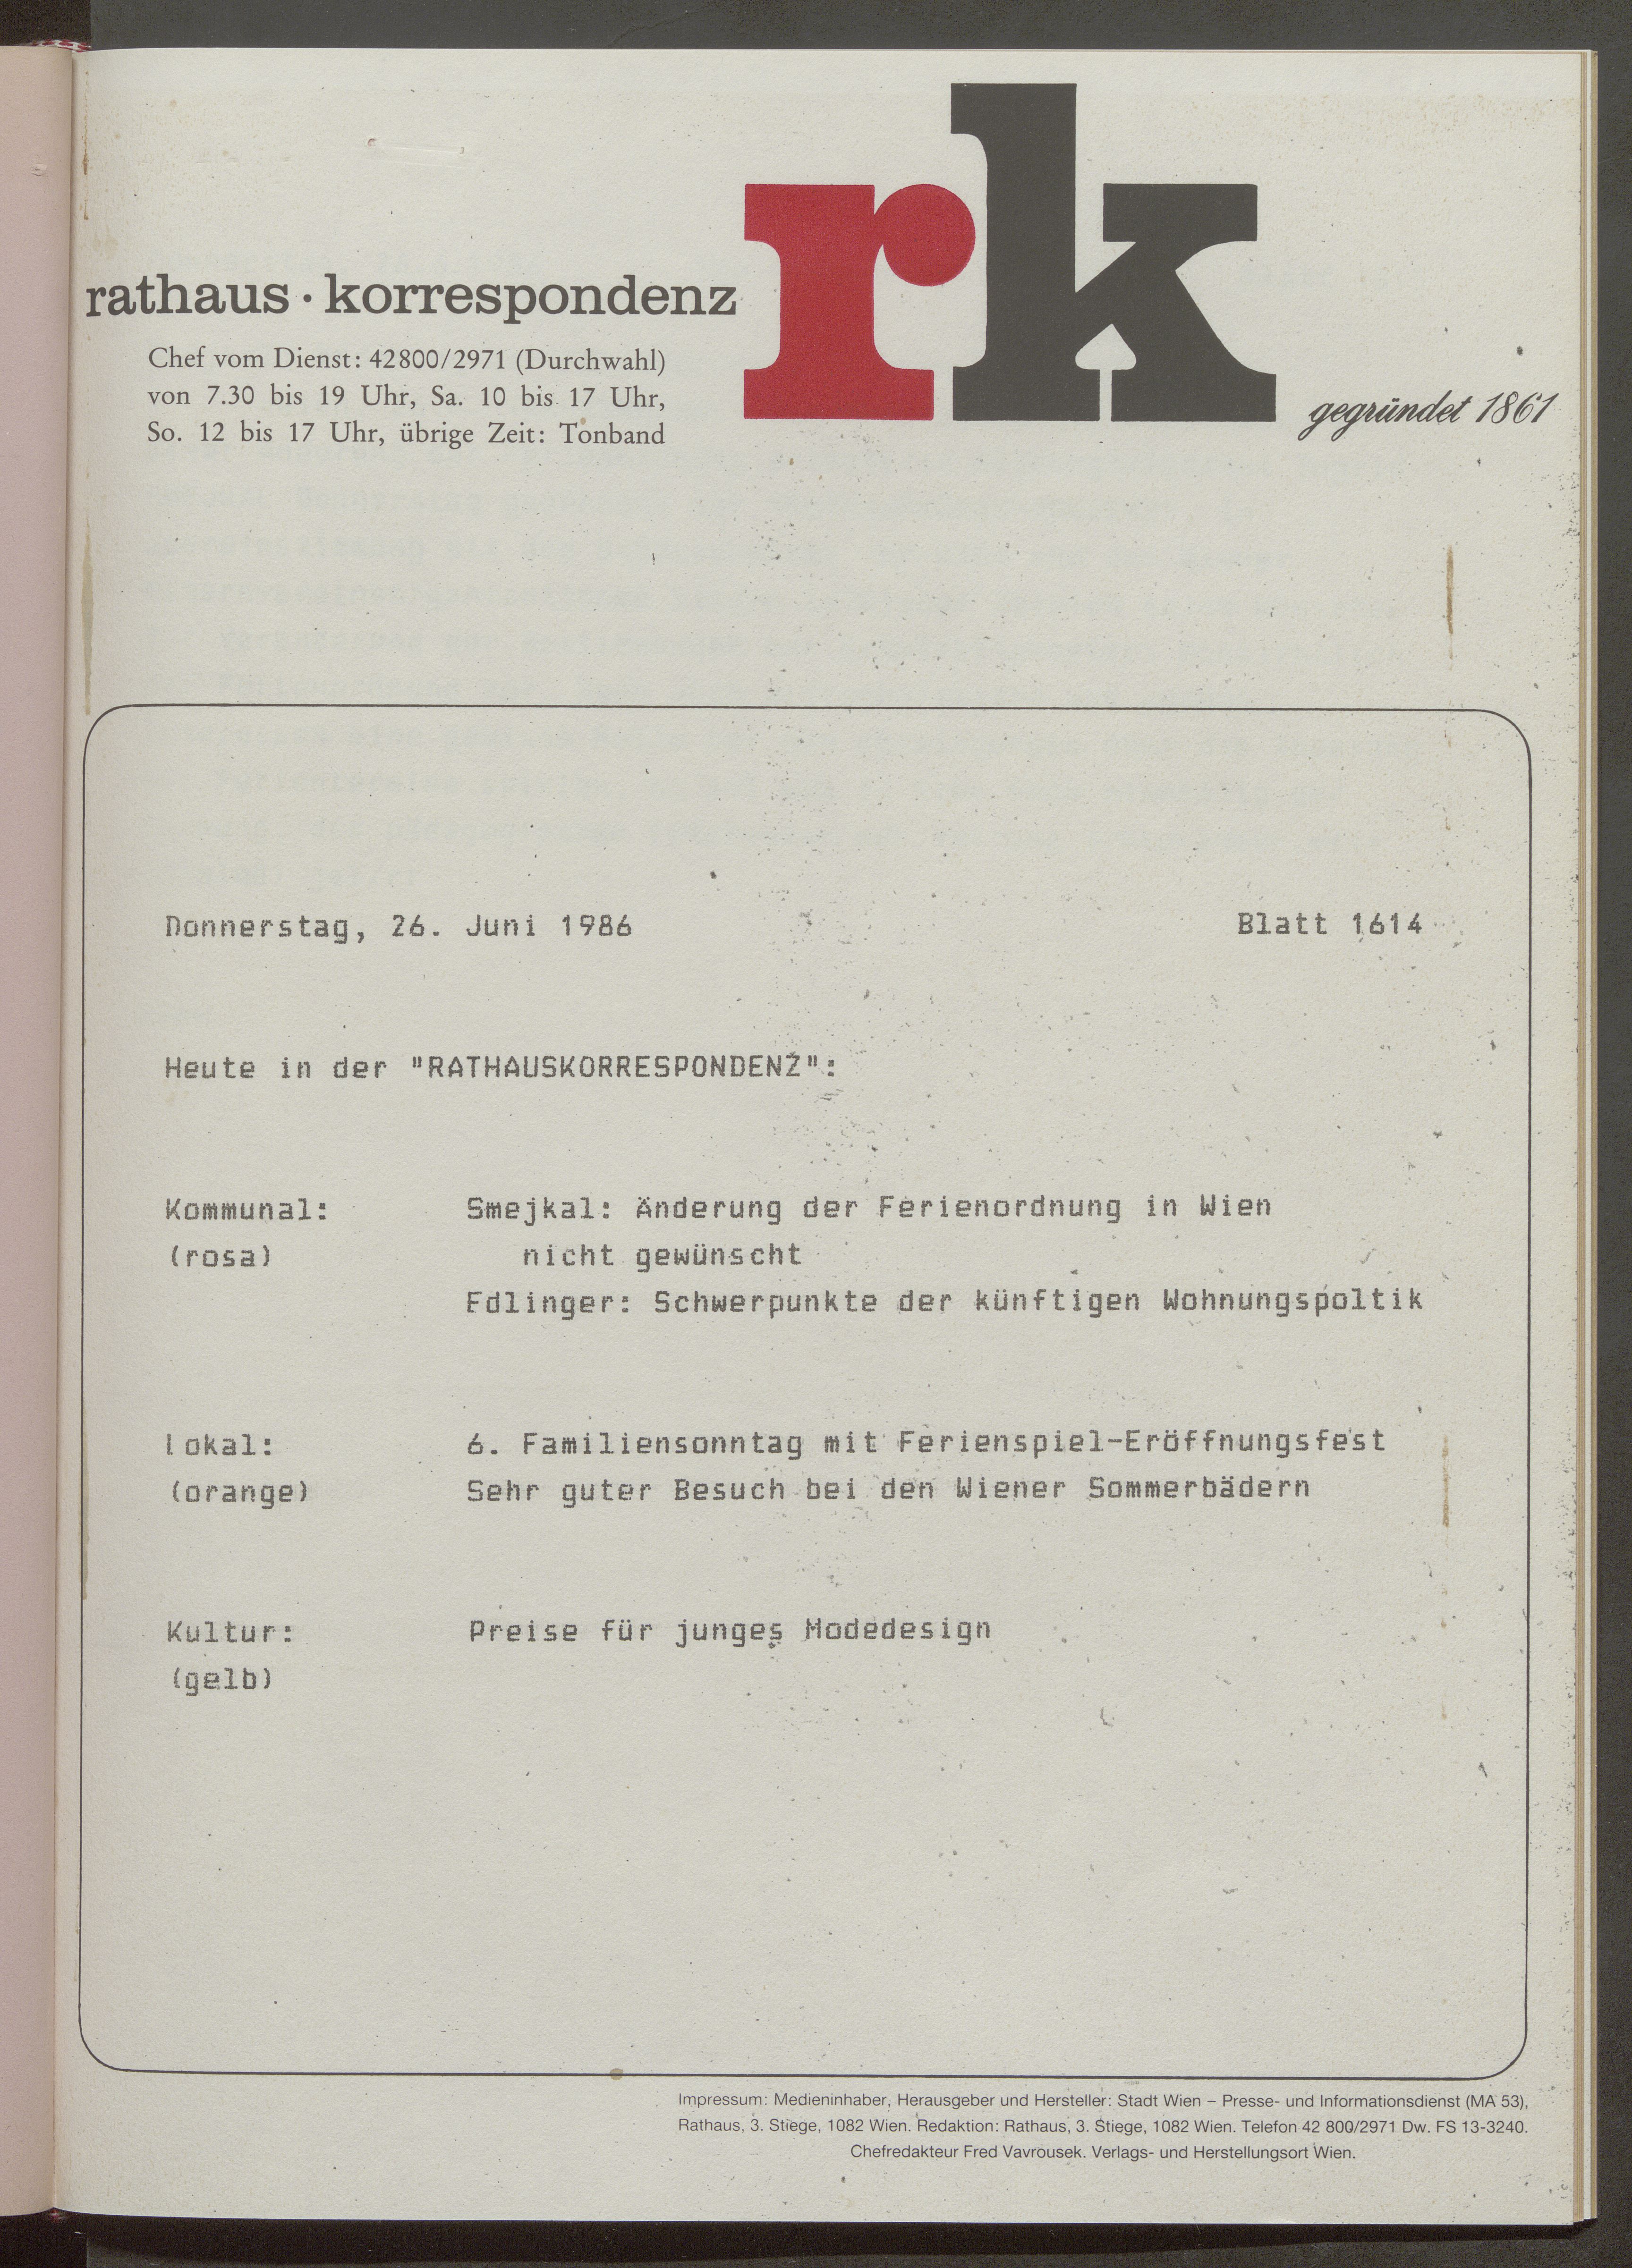 rk
rathaus · korrespondenz
Chef vom Dienst: 42800/2971 (Durchwahl)
von 7.30 bis 19 Uhr, Sa. 10 bis 17 Uhr,
So. 12 bis 17 Uhr, übrige Zeit: Tonband
gegründet 1861
Donnerstag, 26. Juni 1986 Blatt 1614
Heute in der "RATHAUSKORRESPONDENZ":
Kommunal: Smejkal: Änderung der Ferienordnung in Wien
(rosa) nicht gewünscht
Edlinger: Schwerpunkte der künftigen Wohnungspoltik
Lokal: 6. Familiensonntag mit Ferienspiel-Eröffnungsfest
(orange) Sehr guter Besuch bei den Wiener Sommerbädern
Kultur: Preise für junges Modedesign
(gelb)
Impressum: Medieninhaber, Herausgeber und Hersteller: Stadt Wien – Presse- und Informationsdienst (MA 53),
Rathaus, 3. Stiege, 1082 Wien. Redaktion: Rathaus, 3. Stiege, 1082 Wien. Telefon 42 800/2971 Dw. FS 13-3240.
Chefredakteur Fred Vavrousek. Verlags- und Herstellungsort Wien.